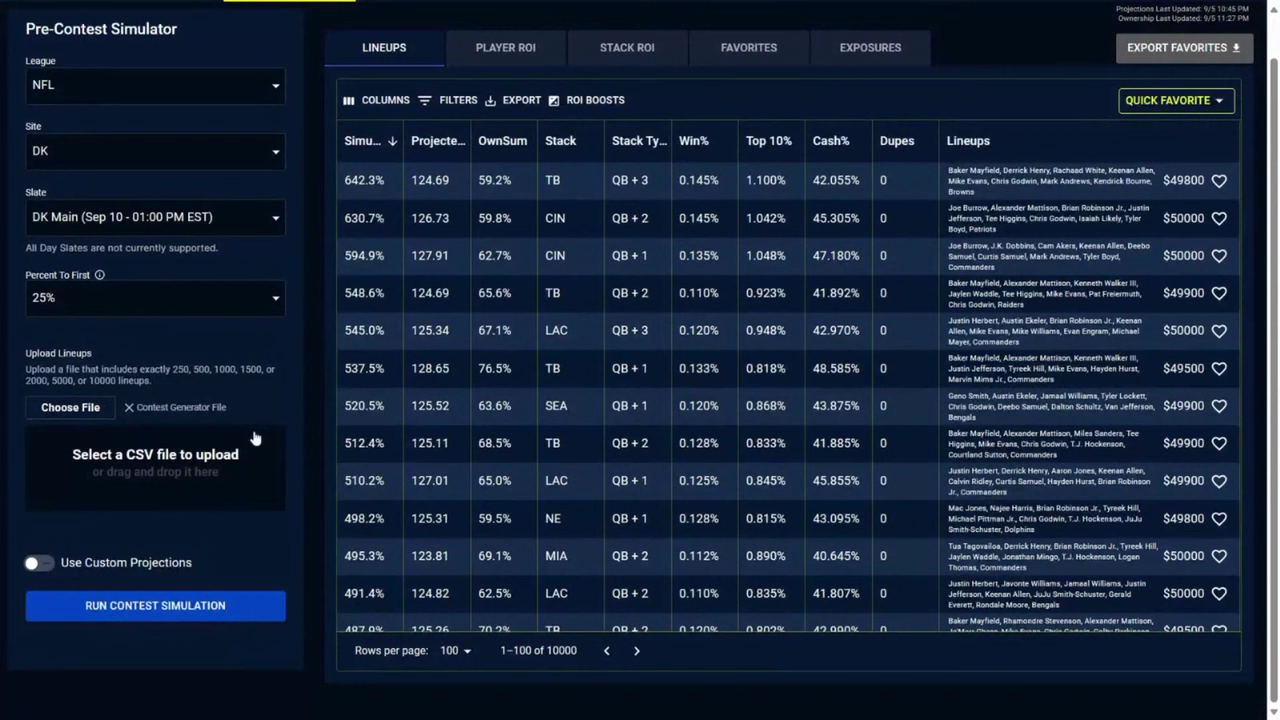 Projections Last Updated: 9/5 10:45 PM
Ownership Last Updated: 9/5 11:27 PM
Pre-Contest Simulator
League
NFL
Site
DK
Slate
DK Main (Sep 10 - 01:00 PM EST)
All Day Slates are not currently supported.
Percent To First
25%
Upload Lineups
Upload a file that includes exactly 250, 500, 1000, 1500, or
2000, 5000, or 10000 lineups.
Choose File
Contest Generator File
Select a CSV file to upload
or drag and drop it here
Use Custom Projections
RUN CONTEST SIMULATION
LINEUPS PLAYER ROI STACK ROI FAVORITES EXPOSURES
EXPORT FAVORITES
COLUMNS FILTERS EXPORT ROI BOOSTS
QUICK FAVORITE
Simu... Projecte... OwnSum Stack Stack Ty... Win% Top 10% Cash% Dupes Lineups
642.3% 124.69 59.2% TB QB + 3 0.145% 1.100% 42.055% 0
Baker Mayfield, Derrick Henry, Rachaad White, Keenan Allen,
Mike Evans, Chris Godwin, Mark Andrews, Kendrick Bourne,
Browns
$49800
630.7% 123.73 59.8% CIN QB + 2 0.145% 1.042% 45.305% 0
Joe Burrow, Alexander Mattison, Brian Robinson Jr., Justin
Jefferson, Tee Higgins, Chris Godwin, Isaiah Likely, Tyler
Boyd, Patriots
$50000
594.9% 127.91 62.7% CIN QB + 1 0.135% 1.048% 47.180% 0
Joe Burrow, J.K. Dobbins, Cam Akers, Keenan Allen, Deebo
Samuel, Curtis Samuel, Mark Andrews, Tyler Boyd,
Commanders
$50000
548.6% 124.69 65.6% TB QB + 2 0.110% 0.923% 41.892% 0
Baker Mayfield, Alexander Mattison, Kenneth Walker III,
Jaylen Waddle, Tee Higgins, Mike Evans, Pat Freiermuth,
Chris Godwin, Raiders
$49900
545.0% 125.34 67.1% LAC QB + 3 0.120% 0.948% 42.970% 0
Justin Herbert, Austin Ekeler, Brian Robinson Jr., Keenan
Allen, Mike Evans, Mike Williams, Evan Engram, Michael
Mayer, Commanders
$50000
537.5% 128.65 76.5% TB QB + 1 0.133% 0.818% 48.585% 0
Baker Mayfield, Alexander Mattison, Kenneth Walker III,
Justin Jefferson, Tyreek Hill, Mike Evans, Hayden Hurst,
Marvin Mims Jr., Commanders
$49500
520.5% 125.52 63.6% SEA QB + 1 0.120% 0.868% 43.875% 0
Geno Smith, Austin Ekeler, Jamaal Williams, Tyler Lockett,
Chris Godwin, Deebo Samuel, Dalton Schultz, Van Jefferson,
Bengals
$49900
512.4% 125.11 68.5% TB QB + 2 0.128% 0.833% 41.885% 0
Baker Mayfield, Alexander Mattison, Miles Sanders, Tee
Higgins, Mike Evans, Chris Godwin, T.J. Hockenson,
Courtland Sutton, Commanders
$49900
510.2% 127.01 65.0% LAC QB + 1 0.125% 0.845% 45.855% 0
Justin Herbert, Derrick Henry, Aaron Jones, Keenan Allen,
Calvin Ridley, Curtis Samuel, Hayden Hurst, Brian Robinson
Jr., Commanders
$49900
498.2% 125.31 59.5% NE QB + 1 0.128% 0.815% 43.095% 0
Mac Jones, Najee Harris, Brian Robinson Jr., Tyreek Hill,
Michael Pittman Jr., Chris Godwin, T.J. Hockenson, JuJu
Smith-Schuster, Dolphins
$49800
495.3% 123.81 69.1% MIA QB + 2 0.112% 0.890% 40.645% 0
Tua Tagovailoa, Derrick Henry, Brian Robinson Jr., Tyreek Hill,
Jaylen Waddle, Jonathan Mingo, T.J. Hockenson, Logan
Thomas, Commanders
$50000
491.4% 124.82 62.5% LAC QB + 2 0.110% 0.835% 41.807% 0
Justin Herbert, Javonte Williams, Jamaal Williams, Justin
Jefferson, Keenan Allen, JuJu Smith-Schuster, Gerald
Everett, Rondale Moore, Bengals
$50000
487.9% 125.26 70.2% TB QB + 2 0.120% 0.802% 42.990% 0
Baker Mayfield, Rhamondre Stevenson, Alexander Mattison,
$49500
Rows per page: 100 1–100 of 10000